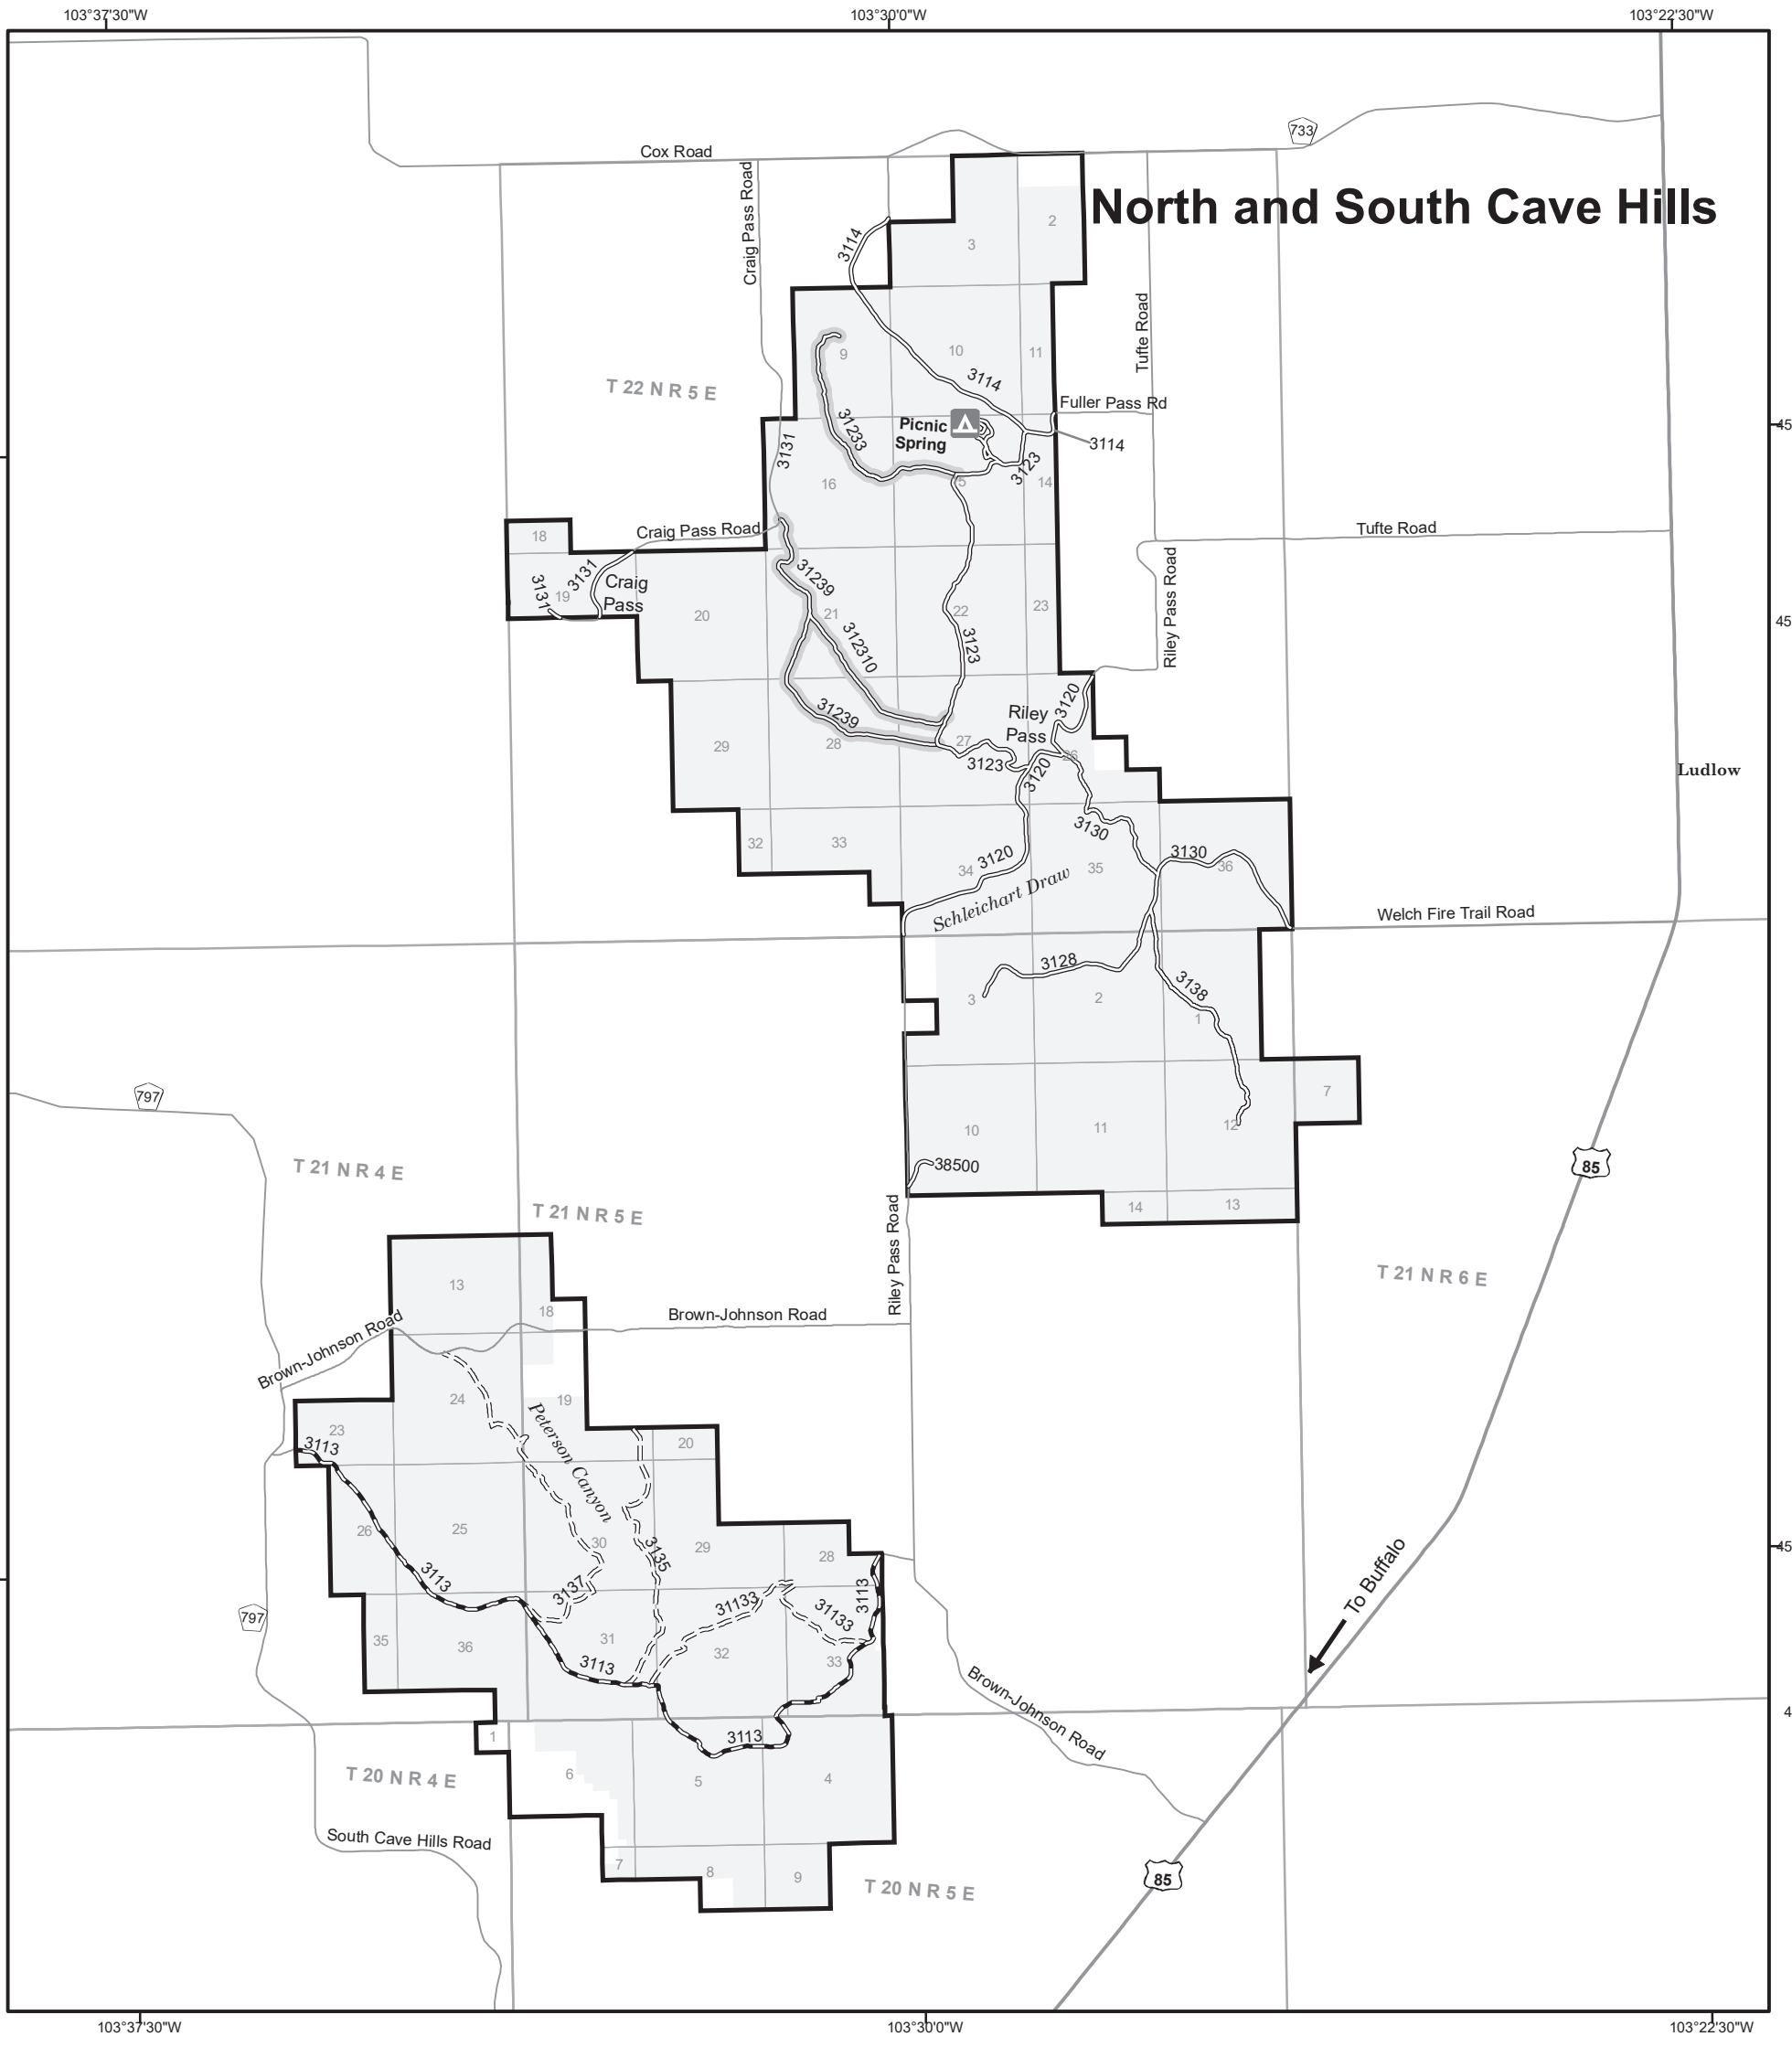 103°37'30"W
103°30'0"W
103°22'30"W
733
Cox Road
Craig Pass Road
North and South Cave Hills
2
3
3114
Tufte Road
9
10
11
3114
T 22 N R 5 E
Fuller Pass Rd
31233
Picnic
Spring
3114
45
3131
3123
16
14
Craig Pass Road
Tufte Road
18
3131
3131
19
Craig
Pass
31239
20
21
22
23
Riley Pass Road
45
312310
3123
31239
Riley
Pass
3120
29
28
27
26
3123
3120
Ludlow
3130
32
33
34
3120
35
3130
36
Schleichart Draw
Welch Fire Trail Road
3128
3
2
3138
1
797
7
10
11
12
38500
T 21 N R 4 E
85
T 21 N R 5 E
14
13
Riley Pass Road
T 21 N R 6 E
13
18
Brown-Johnson Road
Brown-Johnson Road
24
19
23
3113
20
Peterson Canyon
26
25
30
3135
29
28
To Buffalo
3113
3137
31133
31133
3113
797
35
36
31
32
33
3113
Brown-Johnson Road
4
1
3113
T 20 N R 4 E
6
5
4
South Cave Hills Road
7
8
9
T 20 N R 5 E
85
103°37'30"W
103°30'0"W
103°22'30"W